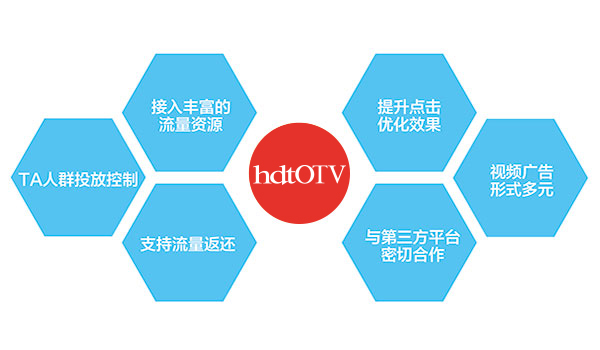 接入丰富的
流量资源
TA人群投放控制
支持流量返还
hdtOTV
提升点击
优化效果
视频广告
形式多元
与第三方平台
密切合作